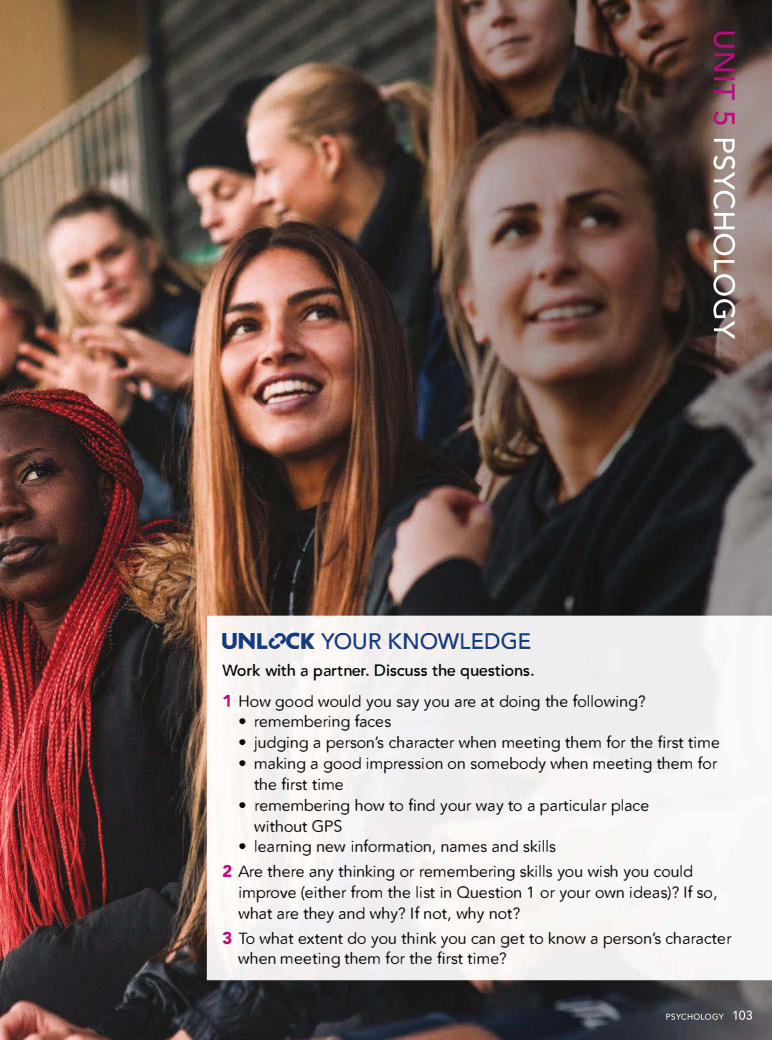 UNIT 5 PSYCHOLOGY
UNLOCK YOUR KNOWLEDGE
Work with a partner. Discuss the questions.
1 How good would you say you are at doing the following?
• remembering faces
• judging a person's character when meeting them for the first time
• making a good impression on somebody when meeting them for
the first time
• remembering how to find your way to a particular place
without GPS
• learning new information, names and skills
2 Are there any thinking or remembering skills you wish you could
improve (either from the list in Question 1 or your own ideas)? If so,
what are they and why? If not, why not?
3 To what extent do you think you can get to know a person's character
when meeting them for the first time?
PSYCHOLOGY 103